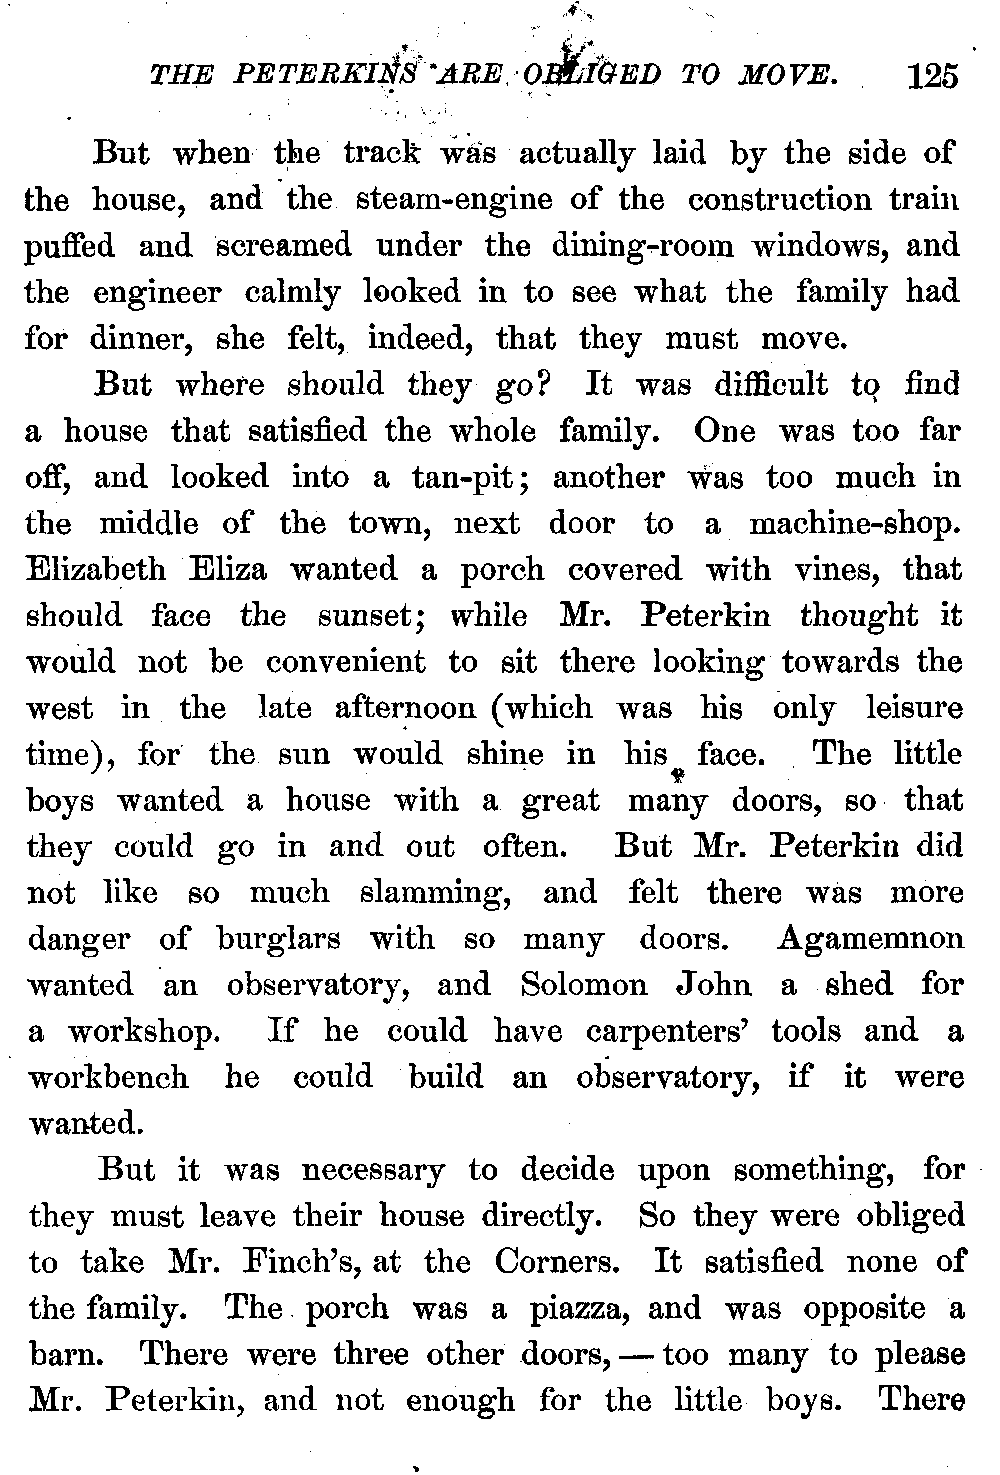 THE PETERKINS ARE OBLIGED TO MOVE. 125
But when the track was actually laid by the side of
the house, and the steam-engine of the construction train
puffed and screamed under the dining-room windows, and
the engineer calmly looked in to see what the family had
for dinner, she felt, indeed, that they must move.
But where should they go? It was difficult to find
a house that satisfied the whole family. One was too far
off, and looked into a tan-pit; another was too much in
the middle of the town, next door to a machine-shop.
Elizabeth Eliza wanted a porch covered with vines, that
should face the sunset; while Mr. Peterkin thought it
would not be convenient to sit there looking towards the
west in the late afternoon (which was his only leisure
time), for the sun would shine in his face. The little
boys wanted a house with a great many doors, so that
they could go in and out often. But Mr. Peterkin did
not like so much slamming, and felt there was more
danger of burglars with so many doors. Agamemnon
wanted an observatory, and Solomon John a shed for
a workshop. If he could have carpenters' tools and a
workbench he could build an observatory, if it were
wanted.
But it was necessary to decide upon something, for
they must leave their house directly. So they were obliged
to take Mr. Finch's, at the Corners. It satisfied none of
the family. The porch was a piazza, and was opposite a
barn. There were three other doors, — too many to please
Mr. Peterkin, and not enough for the little boys. There